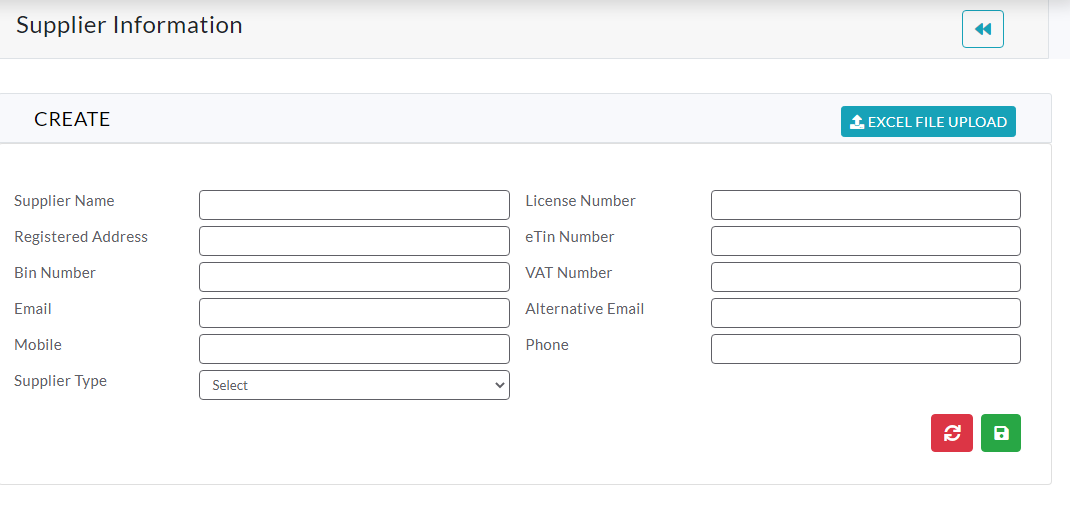 Supplier Information
CREATE
EXCEL FILE UPLOAD
Supplier Name
License Number
Registered Address
eTin Number
Bin Number
VAT Number
Email
Alternative Email
Mobile
Phone
Supplier Type
Select